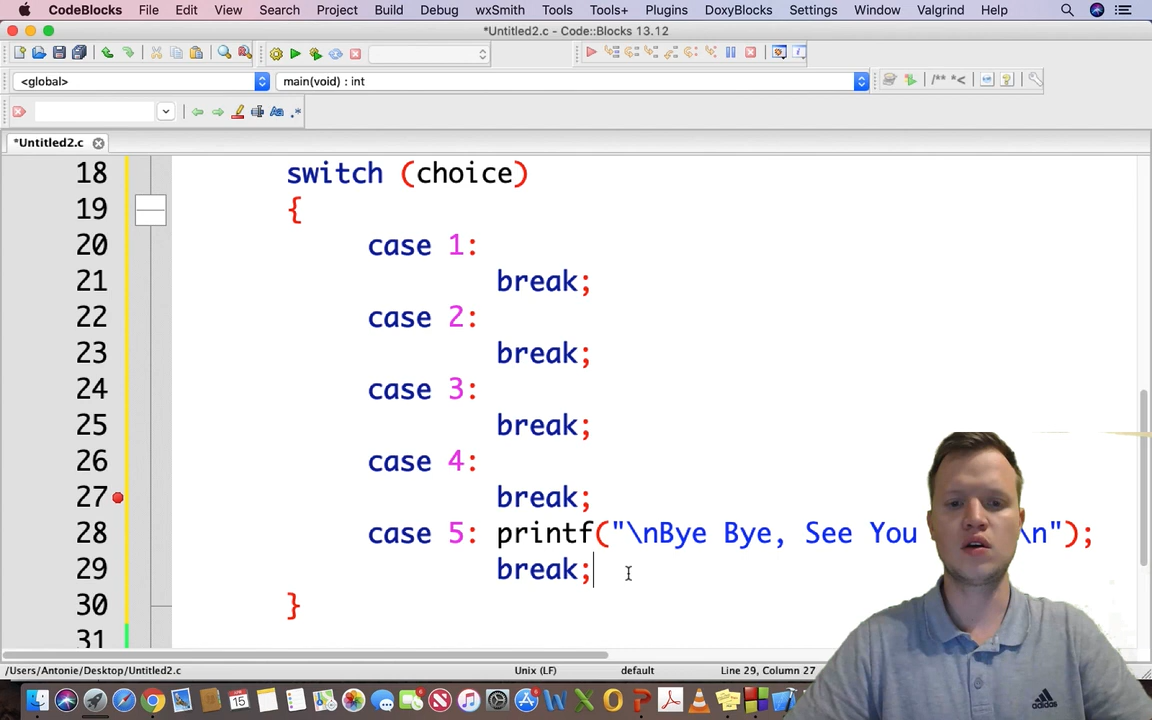 CodeBlocks File Edit View Search Project Build Debug wxSmith Tools Tools+ Plugins DoxyBlocks Settings Window Valgrind Help
*Untitled2.c - Code::Blocks 13.12
<global> main(void) : int
*Untitled2.c
18 switch (choice)
19 {
20 case 1:
21 break;
22 case 2:
23 break;
24 case 3:
25 break;
26 case 4:
27 break;
28 case 5: printf("\nBye Bye, See You \n");
29 break;
30 }
31
/Users/Antonie/Desktop/Untitled2.c Unix (LF) default Line 29, Column 27
adidas